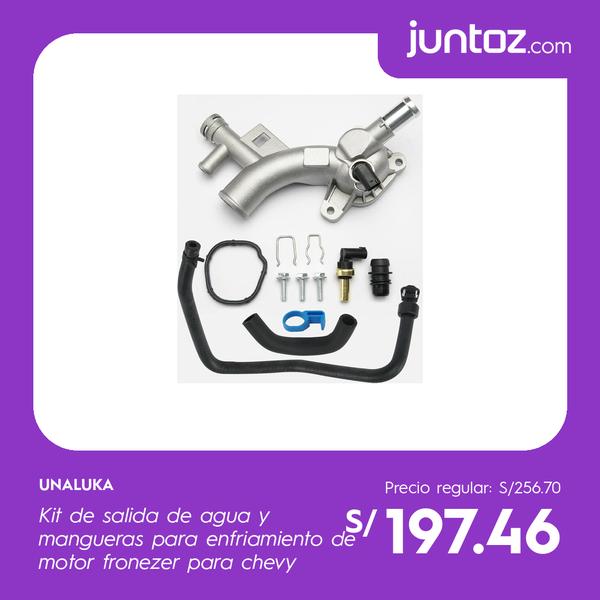 juntoz.com
UNALUKA
Kit de salida de agua y
mangueras para enfriamiento de
motor fronezer para chevy
Precio regular: S/256.70
S/197.46